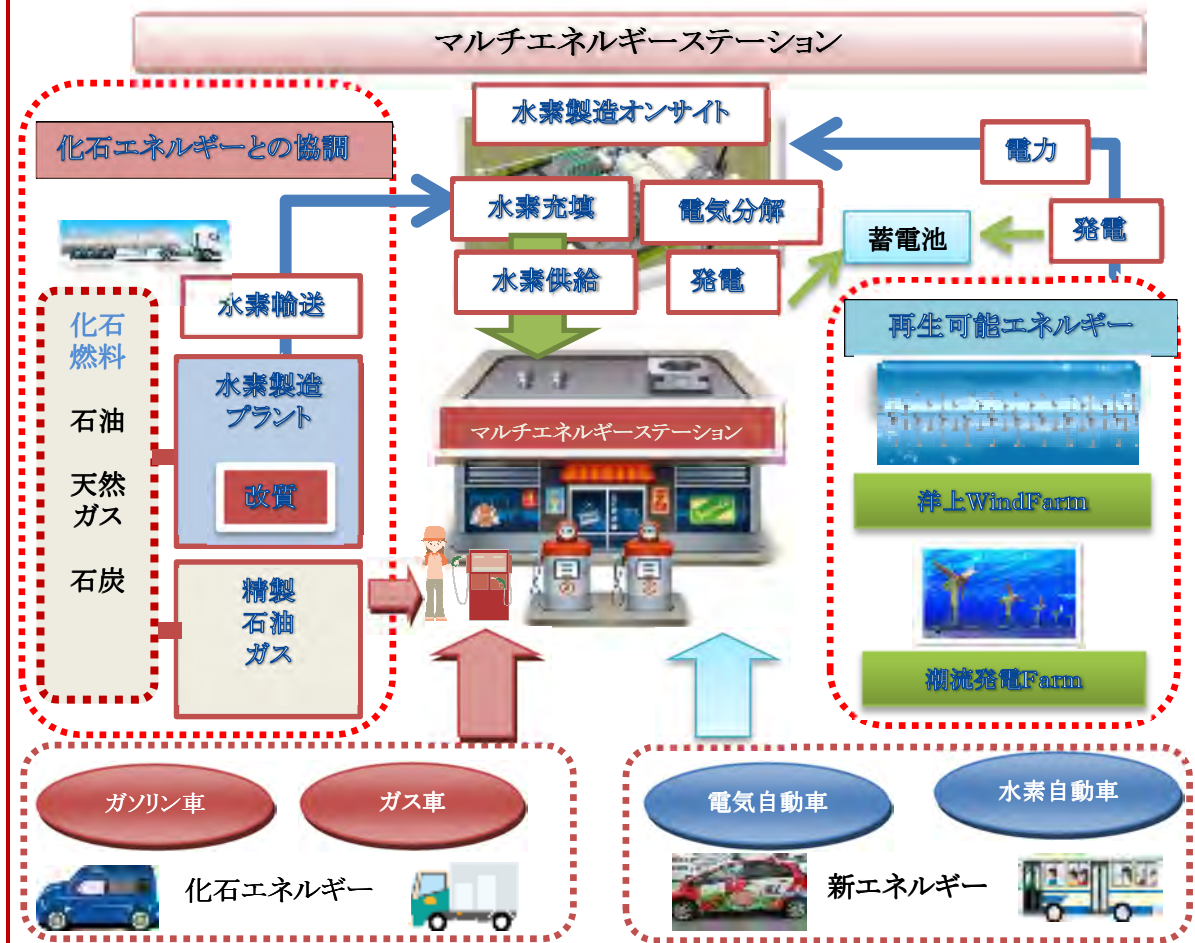 マルチエネルギーステーション
水素製造オンサイト
化石エネルギーとの協調
電力
水素充填
電気分解
発電
蓄電池
水素供給
発電
水素輸送
化石
燃料
石油
天然
ガス
石炭
水素製造
プラント
改質
精製
石油
ガス
マルチエネルギーステーション
再生可能エネルギー
洋上WindFarm
潮流発電Farm
ガソリン車
ガス車
化石エネルギー
電気自動車
水素自動車
新エネルギー